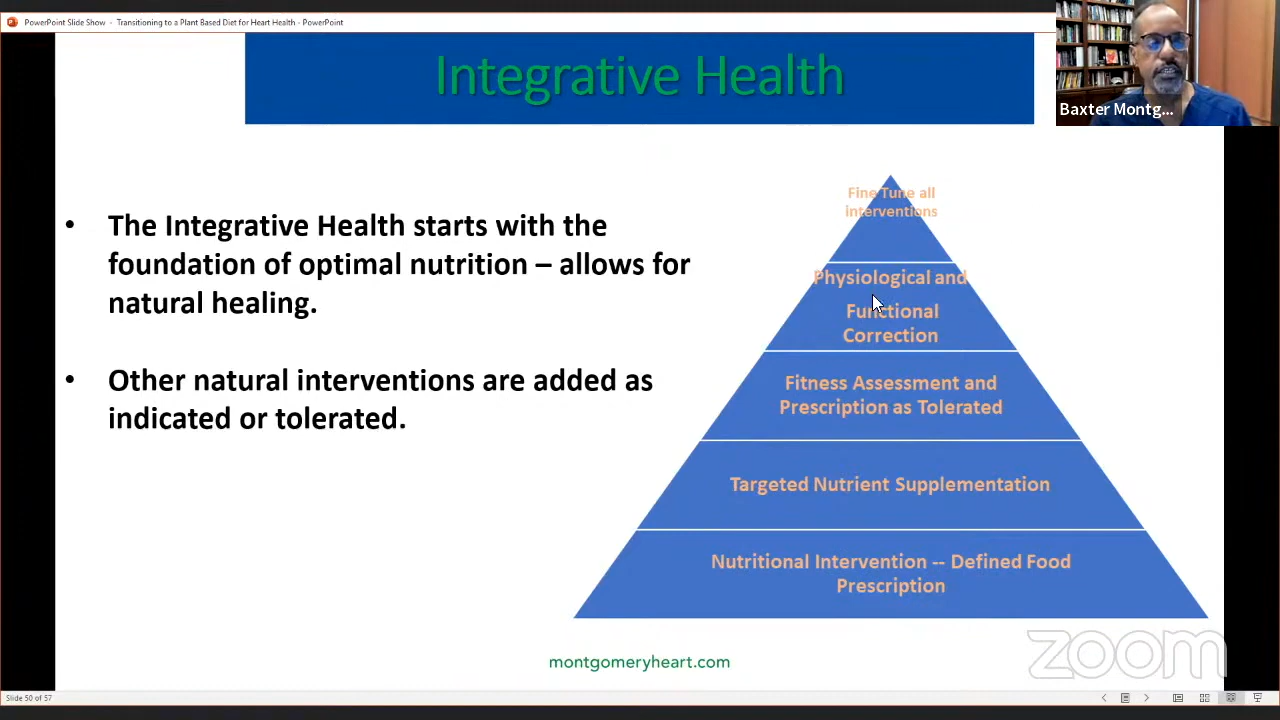 PowerPoint Slide Show - Transitioning to a Plant Based Diet for Heart Health - PowerPoint
Integrative Health
Baxter Montg...
• The Integrative Health starts with the
foundation of optimal nutrition – allows for
natural healing.
• Other natural interventions are added as
indicated or tolerated.
Fine Tune all
interventions
Physiological and
Functional
Correction
Fitness Assessment and
Prescription as Tolerated
Targeted Nutrient Supplementation
Nutritional Intervention -- Defined Food
Prescription
montgomeryheart.com
zoom
Slide 50 of 57